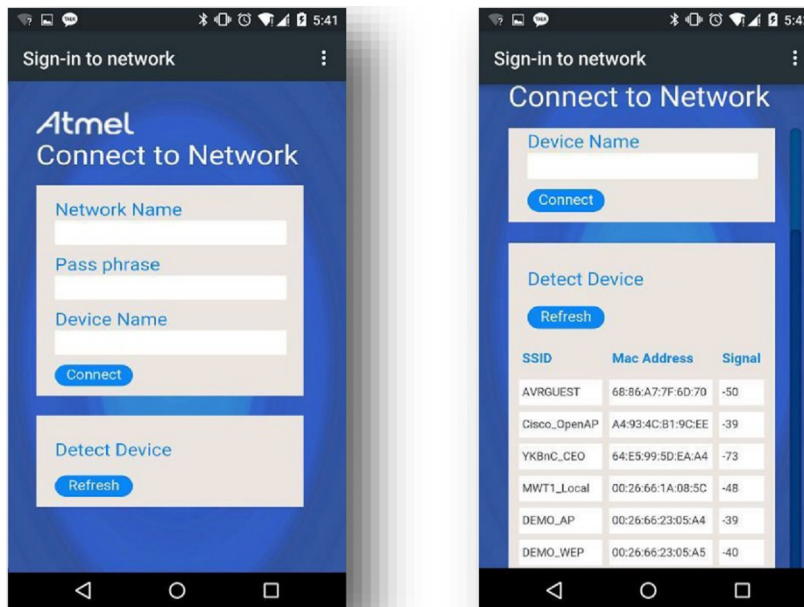 5:41
Sign-in to network
Atmel
Connect to Network
Network Name
Pass phrase
Device Name
Connect
Detect Device
Refresh
Sign-in to network
Connect to Network
Device Name
Connect
Detect Device
Refresh
SSID Mac Address Signal
AVRGUEST 68:86:A7:7F:6D:70 -50
Cisco_OpenAP A4:93:4C:B1:9C:EE -39
YKBnC_CEO 64:E5:99:5D:EA:A4 -73
MWT1_Local 00:26:66:1A:08:5C -48
DEMO_AP 00:26:66:23:05:A4 -39
DEMO_WEP 00:26:66:23:05:A5 -40